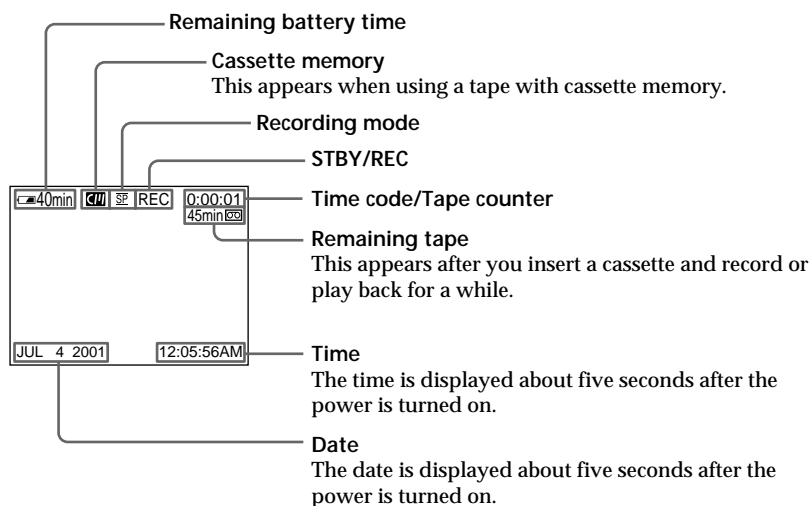 Remaining battery time
Cassette memory
This appears when using a tape with cassette memory.
Recording mode
STBY/REC
40min CM SP REC 0:00:01
Time code/Tape counter
45min
Remaining tape
This appears after you insert a cassette and record or
play back for a while.
JUL 4 2001 12:05:56AM
Time
The time is displayed about five seconds after the
power is turned on.
Date
The date is displayed about five seconds after the
power is turned on.